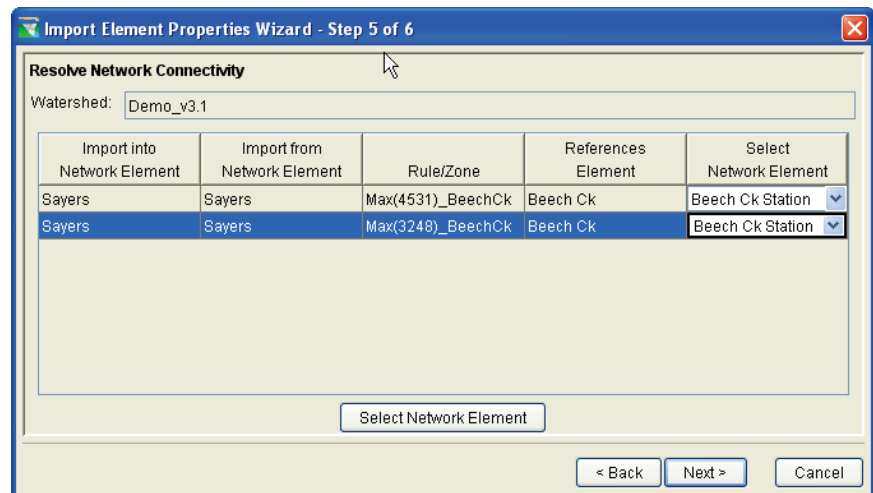 Import Element Properties Wizard - Step 5 of 6
Resolve Network Connectivity
Watershed: Demo_v3.1
Import into Network Element Import from Network Element Rule/Zone References Element Select Network Element
Sayers Sayers Max(4531)_BeechCk Beech Ck Beech Ck Station
Sayers Sayers Max(3248)_BeechCk Beech Ck Beech Ck Station
Select Network Element
< Back Next > Cancel